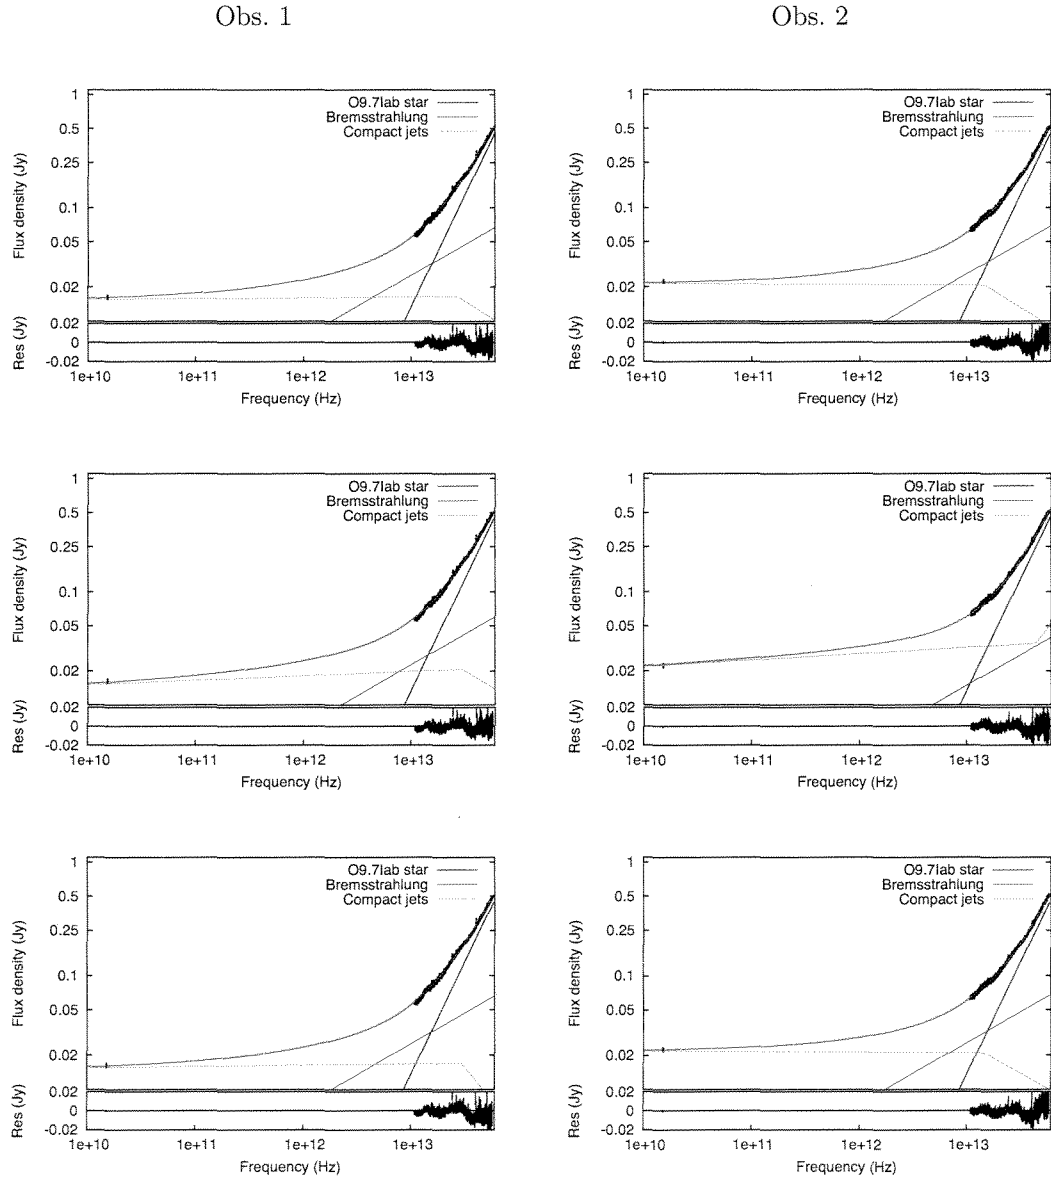 Obs. 1
Obs. 2
1
0.5
0.25
0.1
0.05
0.02
Flux density (Jy)
O9.7Iab star
Bremsstrahlung
Compact jets
0.02
0
-0.02
Res (Jy)
1e+10 1e+11 1e+12 1e+13
Frequency (Hz)
1
0.5
0.25
0.1
0.05
0.02
Flux density (Jy)
O9.7Iab star
Bremsstrahlung
Compact jets
0.02
0
-0.02
Res (Jy)
1e+10 1e+11 1e+12 1e+13
Frequency (Hz)
1
0.5
0.25
0.1
0.05
0.02
Flux density (Jy)
O9.7Iab star
Bremsstrahlung
Compact jets
0.02
0
-0.02
Res (Jy)
1e+10 1e+11 1e+12 1e+13
Frequency (Hz)
1
0.5
0.25
0.1
0.05
0.02
Flux density (Jy)
O9.7Iab star
Bremsstrahlung
Compact jets
0.02
0
-0.02
Res (Jy)
1e+10 1e+11 1e+12 1e+13
Frequency (Hz)
1
0.5
0.25
0.1
0.05
0.02
Flux density (Jy)
O9.7Iab star
Bremsstrahlung
Compact jets
0.02
0
-0.02
Res (Jy)
1e+10 1e+11 1e+12 1e+13
Frequency (Hz)
1
0.5
0.25
0.1
0.05
0.02
Flux density (Jy)
O9.7Iab star
Bremsstrahlung
Compact jets
0.02
0
-0.02
Res (Jy)
1e+10 1e+11 1e+12 1e+13
Frequency (Hz)